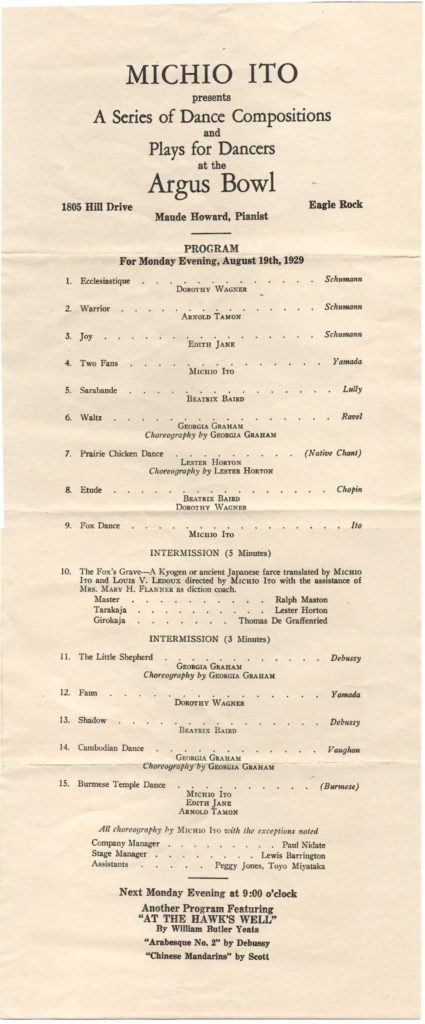 MICHIO ITO
presents
A Series of Dance Compositions
and
Plays for Dancers
at the
Argus Bowl
1805 Hill Drive Eagle Rock
Maude Howard, Pianist
PROGRAM
For Monday Evening, August 19th, 1929
1. Ecclesiastique . . . . . . . . . . . . Schumann
DOROTHY WAGNER
2. Warrior . . . . . . . . . . . . Schumann
ARNOLD TAMON
3. Joy . . . . . . . . . . . . Schumann
EDITH JANE
4. Two Fans . . . . . . . . . . . . Yamada
MICHIO ITO
5. Sarabande . . . . . . . . . . . . Lully
BEATRIX BAIRD
6. Waltz . . . . . . . . . . . . Ravel
GEORGIA GRAHAM
Choreography by GEORGIA GRAHAM
7. Prairie Chicken Dance . . . . . . . . . (Native Chant)
LESTER HORTON
Choreography by LESTER HORTON
8. Etude . . . . . . . . . . . . Chopin
BEATRIX BAIRD
DOROTHY WAGNER
9. Fox Dance . . . . . . . . . . . . Ito
MICHIO ITO
INTERMISSION (5 Minutes)
10. The Fox's Grave—A Kyogen or ancient Japanese farce translated by MICHIO
ITO and LOUIS V. LEDOUX directed by MICHIO ITO with the assistance of
MRS. MARY H. FLANNER as diction coach.
Master . . . . . . . . . . Ralph Maston
Tarakaja . . . . . . . . . . Lester Horton
Girokaja . . . . . . . Thomas De Graffenried
INTERMISSION (3 Minutes)
11. The Little Shepherd . . . . . . . . . . Debussy
GEORGIA GRAHAM
Choreography by GEORGIA GRAHAM
12. Faun . . . . . . . . . . . . Yamada
DOROTHY WAGNER
13. Shadow . . . . . . . . . . . . Debussy
BEATRIX BAIRD
14. Cambodian Dance . . . . . . . . . . Vaughan
GEORGIA GRAHAM
Choreography by GEORGIA GRAHAM
15. Burmese Temple Dance . . . . . . . . . (Burmese)
MICHIO ITO
EDITH JANE
ARNOLD TAMON
All choreography by MICHIO ITO with the exceptions noted
Company Manager . . . . . . . . . Paul Nidate
Stage Manager . . . . . . . . Lewis Barrington
Assistants . . . . . Peggy Jones, Toyo Miyataka
Next Monday Evening at 9:00 o'clock
Another Program Featuring
"AT THE HAWK'S WELL"
By William Butler Yeats
"Arabesque No. 2" by Debussy
"Chinese Mandarins" by Scott